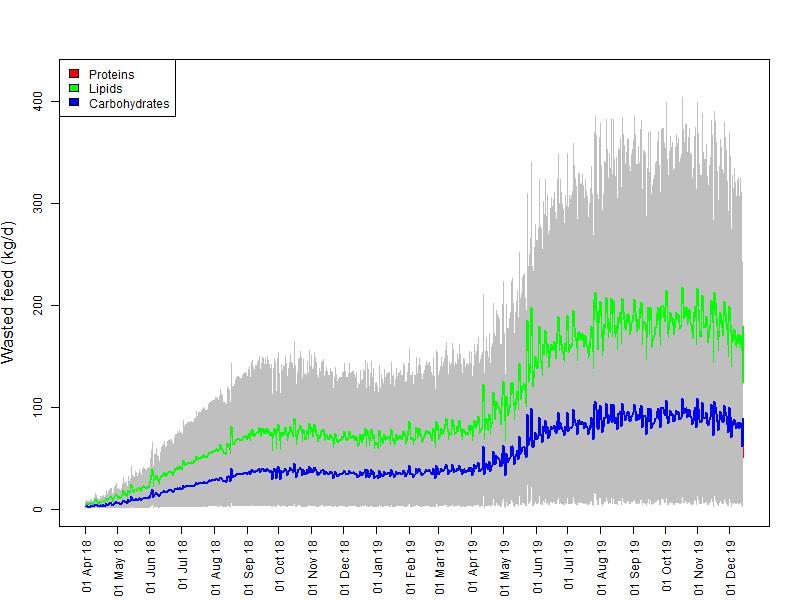 Proteins
Lipids
Carbohydrates
Wasted feed (kg/d)
400
300
200
100
0
01 Apr 18
01 May 18
01 Jun 18
01 Jul 18
01 Aug 18
01 Sep 18
01 Oct 18
01 Nov 18
01 Dec 18
01 Jan 19
01 Feb 19
01 Mar 19
01 Apr 19
01 May 19
01 Jun 19
01 Jul 19
01 Aug 19
01 Sep 19
01 Oct 19
01 Nov 19
01 Dec 19